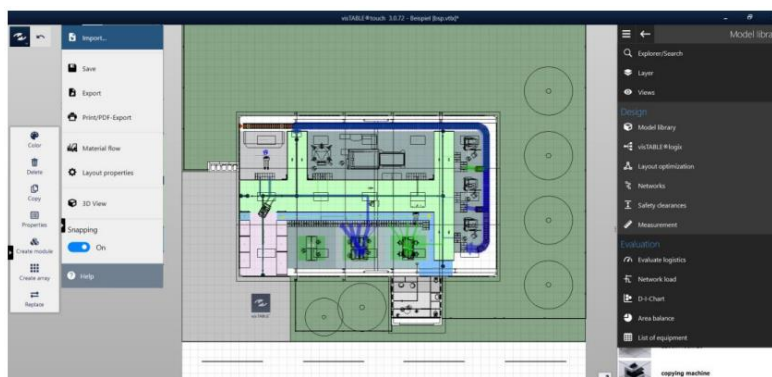 visTABLE®touch 3.0.72 - Beispiel [bsp.vtlx]*
Import...
Save
Export
Print/PDF-Export
Material flow
Layout properties
3D View
Snapping
On
Help
Color
Delete
Copy
Properties
Create module
Create array
Replace
visTABLE
Model libra
Explorer/Search
Layer
Views
Design
Model library
visTABLE®logix
Layout optimization
Networks
Safety clearances
Measurement
Evaluation
Evaluate logistics
Network load
D-I-Chart
Area balance
List of equipment
copying machine